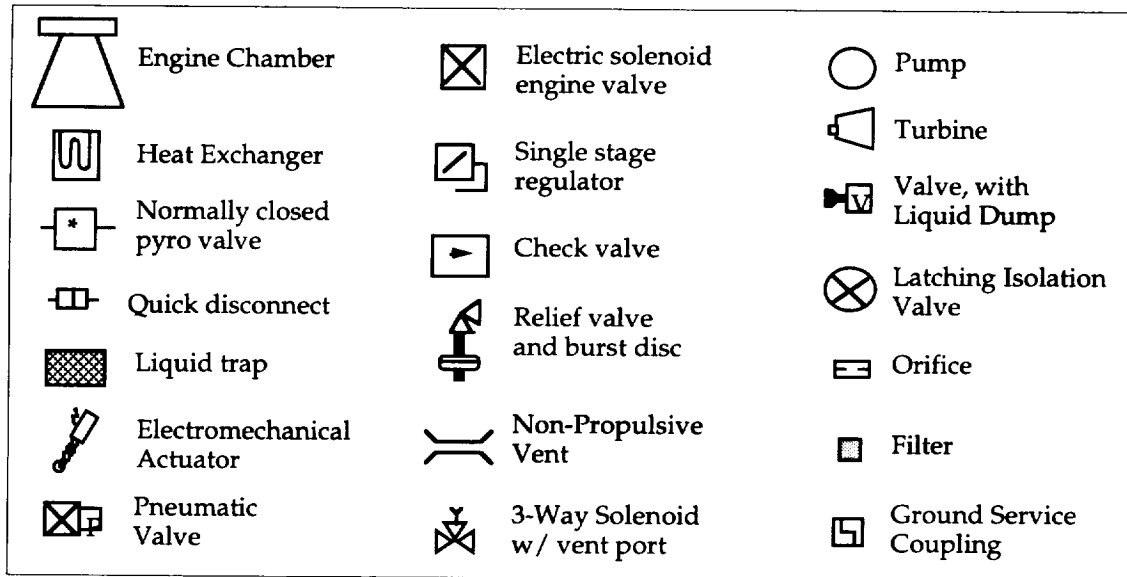 Engine Chamber
Heat Exchanger
Normally closed
pyro valve
*
Quick disconnect
Liquid trap
Electromechanical
Actuator
Pneumatic
Valve
P
Electric solenoid
engine valve
Single stage
regulator
Check valve
Relief valve
and burst disc
Non-Propulsive
Vent
3-Way Solenoid
w/ vent port
Pump
Turbine
Valve, with
Liquid Dump
V
Latching Isolation
Valve
Orifice
Filter
Ground Service
Coupling